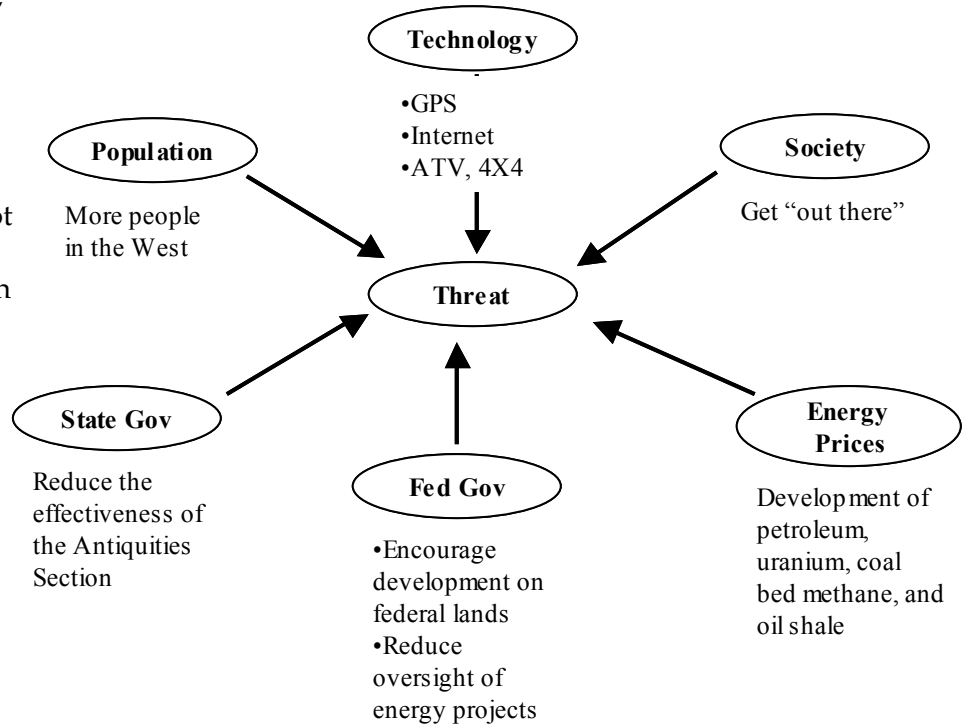 Technology
•GPS
•Internet
•ATV, 4X4
Population
More people
in the West
Society
Get “out there”
Threat
State Gov
Reduce the
effectiveness of
the Antiquities
Section
Fed Gov
•Encourage
development on
federal lands
•Reduce
oversight of
energy projects
Energy
Prices
Development of
petroleum,
uranium, coal
bed methane, and
oil shale